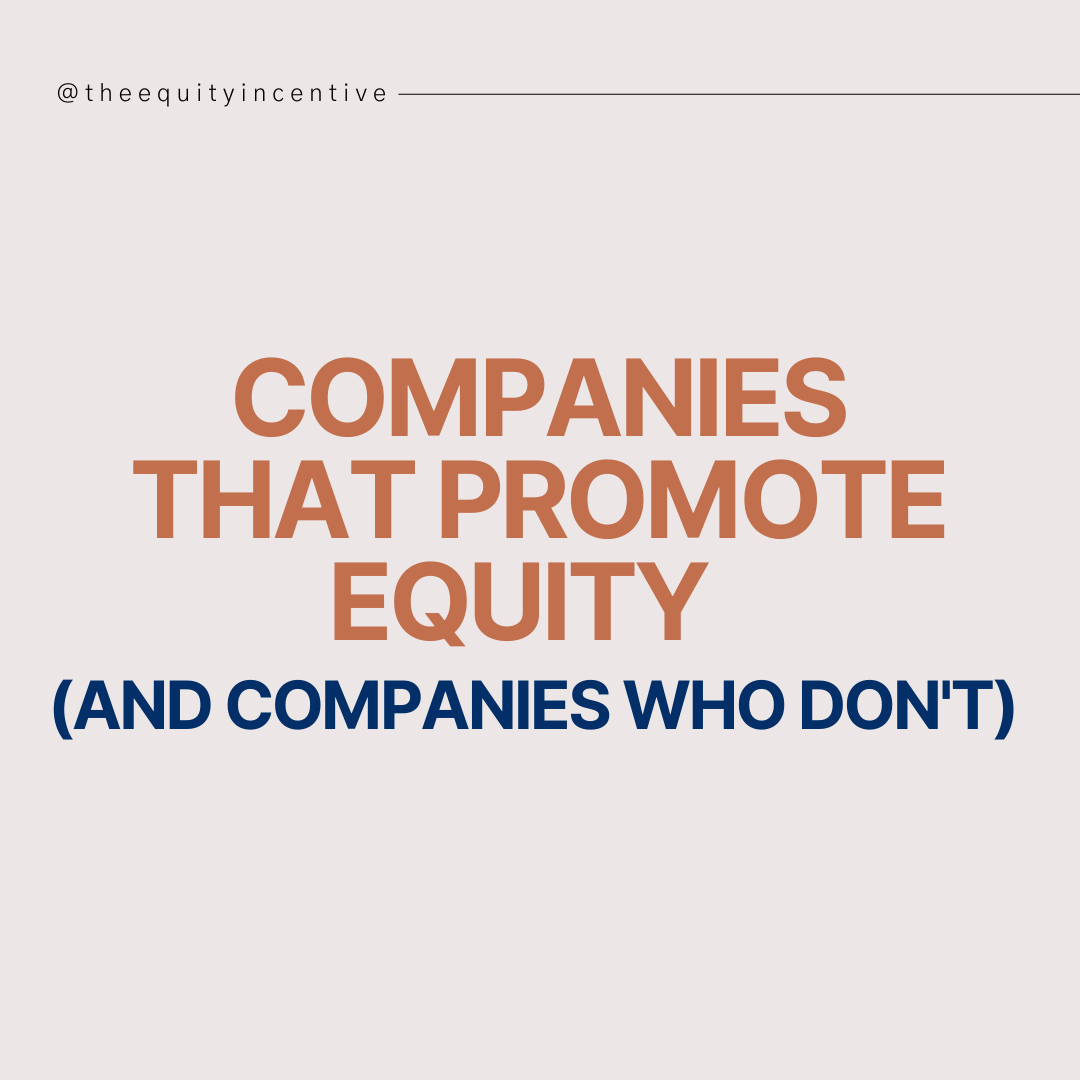 @theequityincentive
COMPANIES
THAT PROMOTE
EQUITY
(AND COMPANIES WHO DON'T)